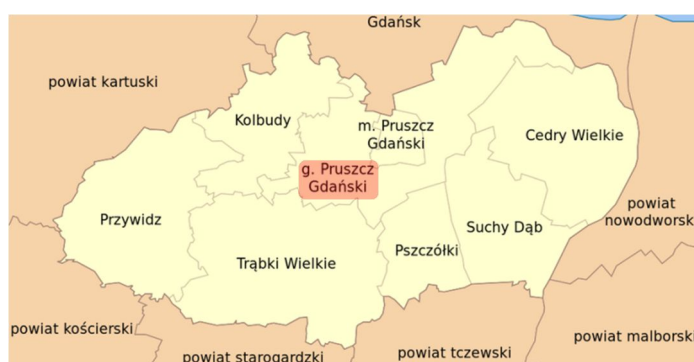 Gdańsk
powiat kartuski
Kolbudy
m. Pruszcz
Gdański
Cedry Wielkie
g. Pruszcz
Gdański
powiat
nowodworsk
Przywidz
Suchy Dąb
Pszczółki
Trąbki Wielkie
powiat kościerski
powiat malborski
powiat tczewski
powiat starogardzki